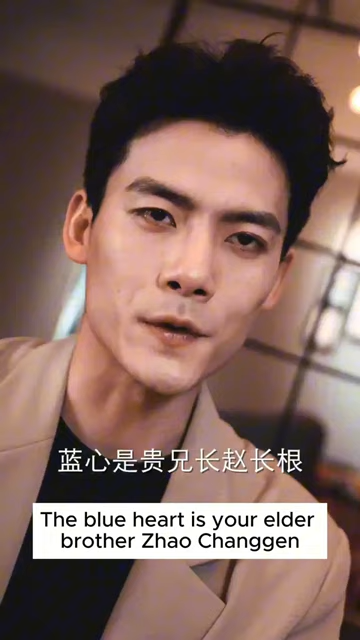 蓝心是贵兄长赵长根
The blue heart is your elder
brother Zhao Changgen